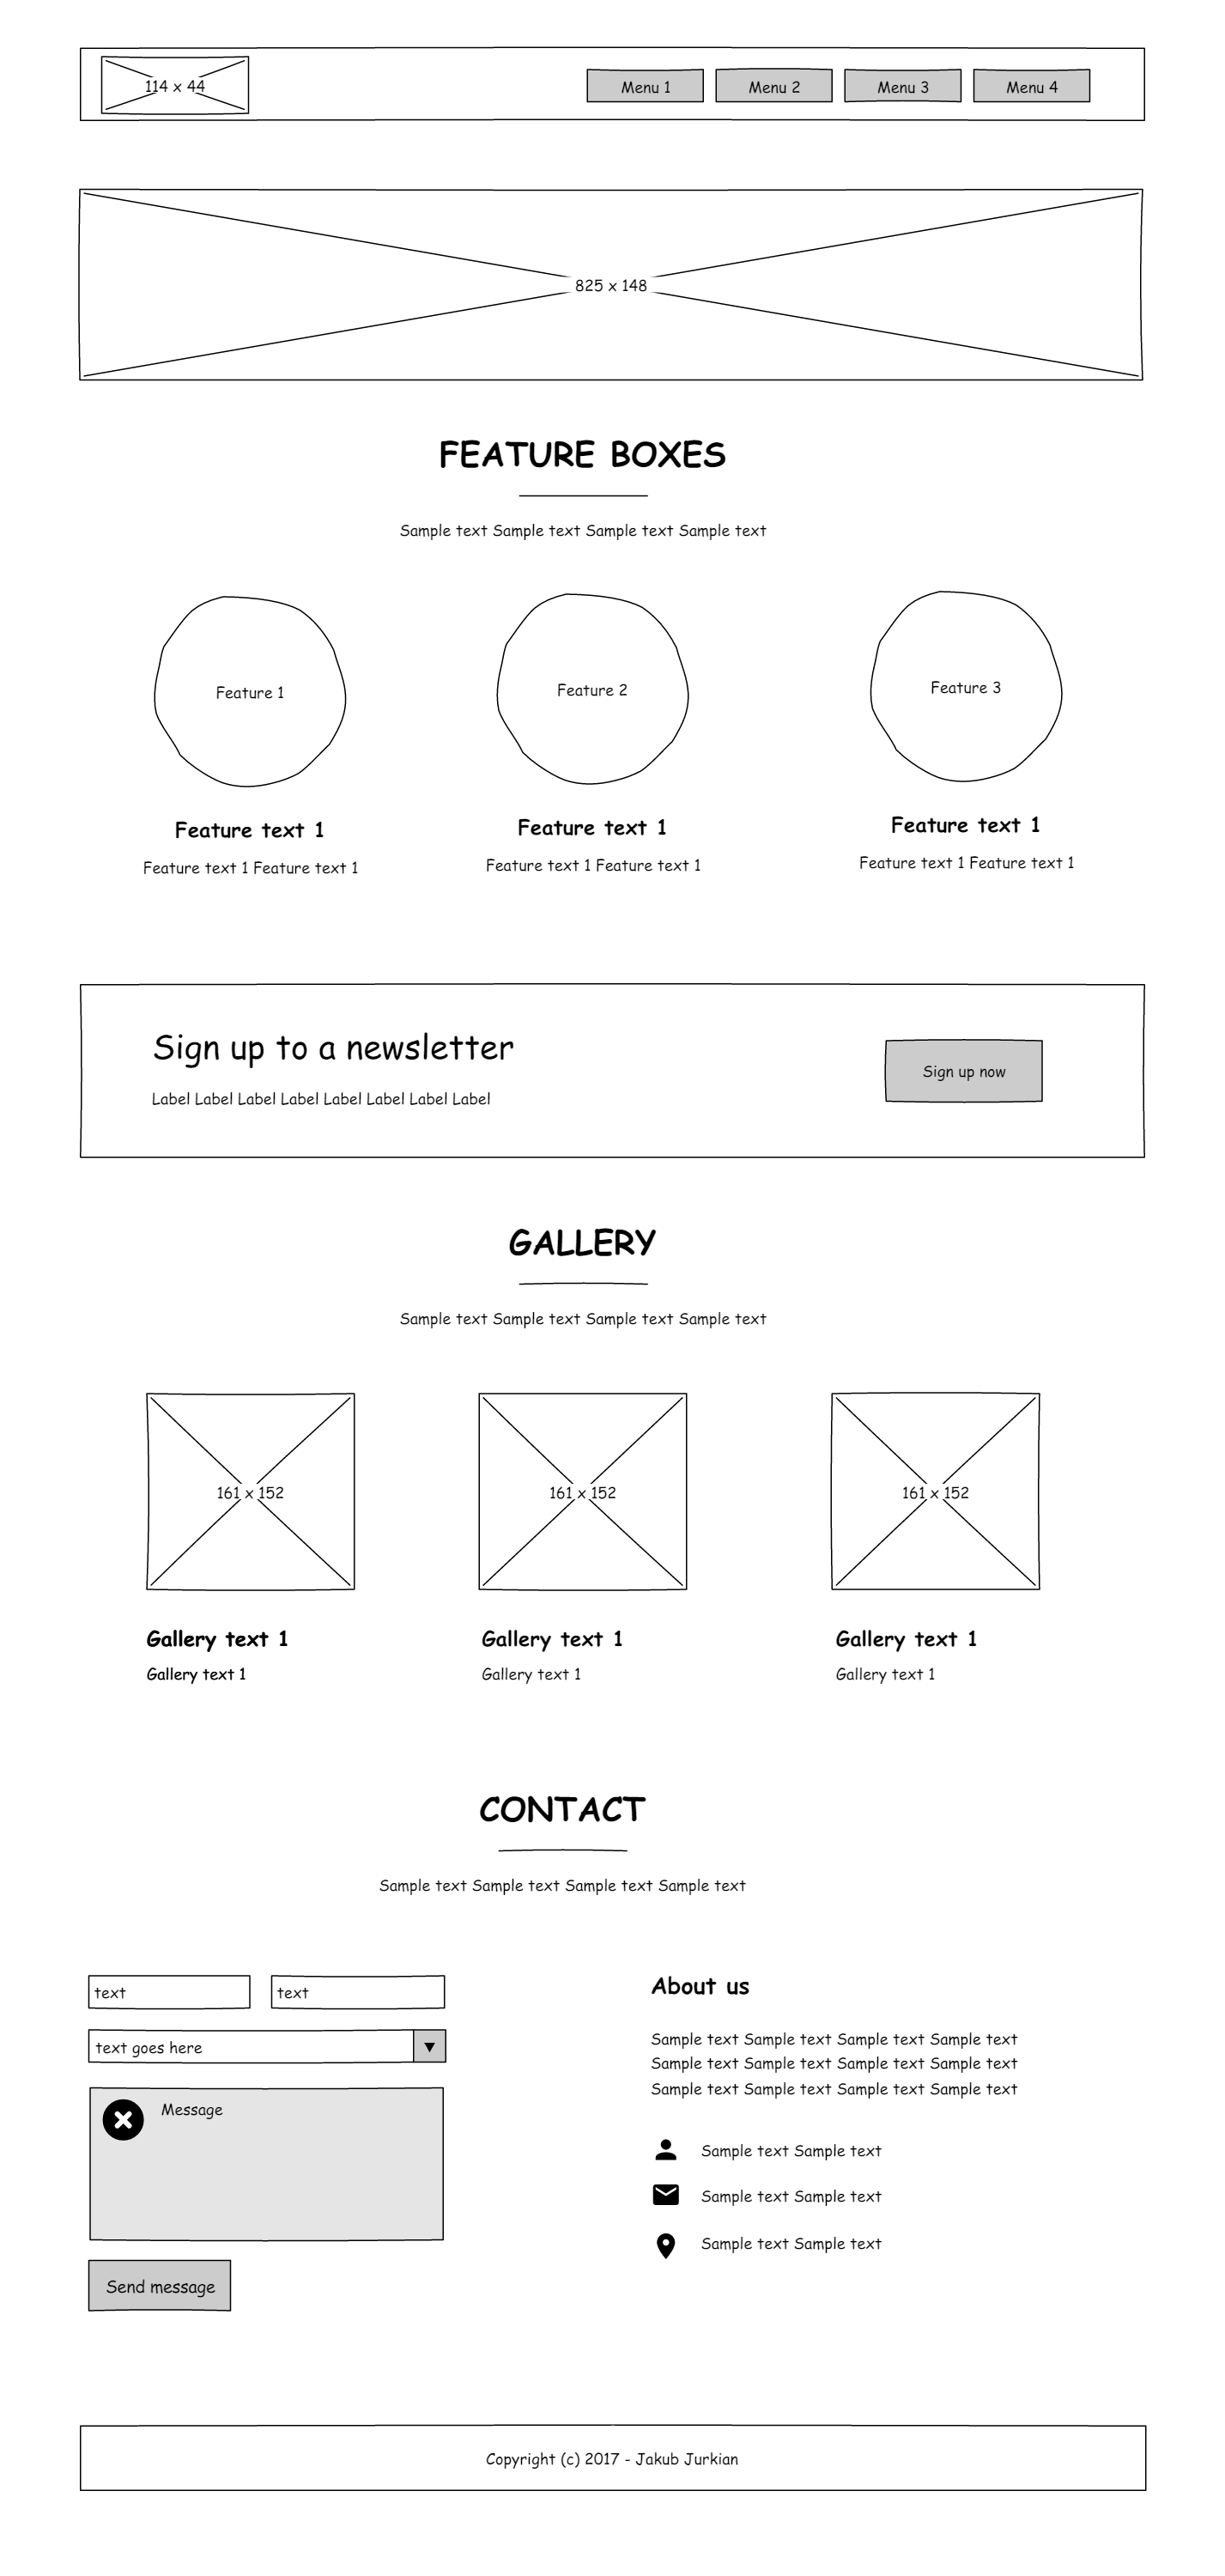 114 x 44
Menu 1
Menu 2
Menu 3
Menu 4
825 x 148
FEATURE BOXES
Sample text Sample text Sample text Sample text
Feature 1
Feature 2
Feature 3
Feature text 1
Feature text 1
Feature text 1
Feature text 1 Feature text 1
Feature text 1 Feature text 1
Feature text 1 Feature text 1
Sign up to a newsletter
Label Label Label Label Label Label Label Label
Sign up now
GALLERY
Sample text Sample text Sample text Sample text
161 x 152
161 x 152
161 x 152
Gallery text 1
Gallery text 1
Gallery text 1
Gallery text 1
Gallery text 1
Gallery text 1
CONTACT
Sample text Sample text Sample text Sample text
text
text
text goes here
Message
Send message
About us
Sample text Sample text Sample text Sample text
Sample text Sample text Sample text Sample text
Sample text Sample text Sample text Sample text
Sample text Sample text
Sample text Sample text
Sample text Sample text
Copyright (c) 2017 - Jakub Jurkian